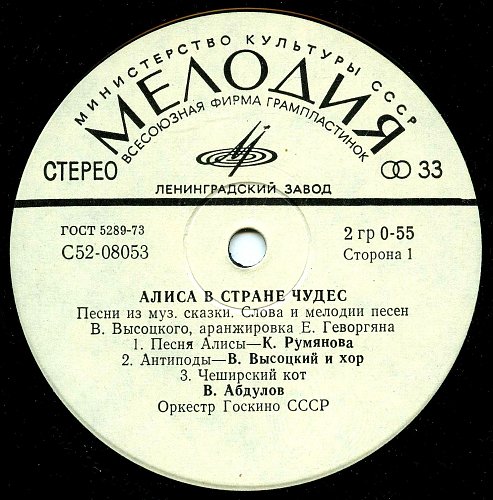 МИНИСТЕРСТВО КУЛЬТУРЫ СССР
МЕЛОДИЯ
ВСЕСОЮЗНАЯ ФИРМА ГРАМПЛАСТИНОК
СТЕРЕО
33
ЛЕНИНГРАДСКИЙ ЗАВОД
ГОСТ 5289-73
2 гр 0-55
С52-08053
Сторона 1
АЛИСА В СТРАНЕ ЧУДЕС
Песни из муз. сказки. Слова и мелодии песен
В. Высоцкого, аранжировка Е. Геворгяна
1. Песня Алисы—К. Румянова
2. Антиподы—В. Высоцкий и хор
3. Чеширский кот
В. Абдулов
Оркестр Госкино СССР